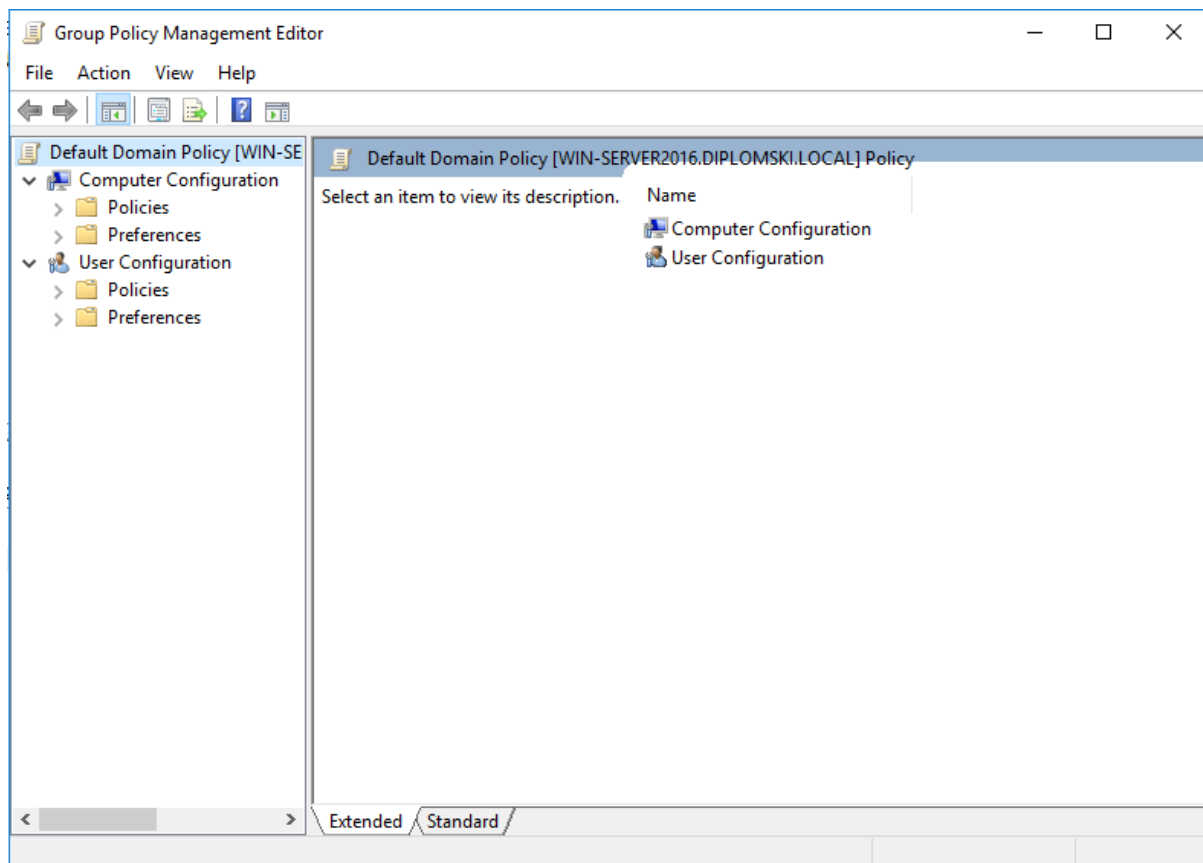 Group Policy Management Editor
File Action View Help
Default Domain Policy [WIN-SE
Computer Configuration
Policies
Preferences
User Configuration
Policies
Preferences
Default Domain Policy [WIN-SERVER2016.DIPLOMSKI.LOCAL] Policy
Select an item to view its description.
Name
Computer Configuration
User Configuration
Extended Standard